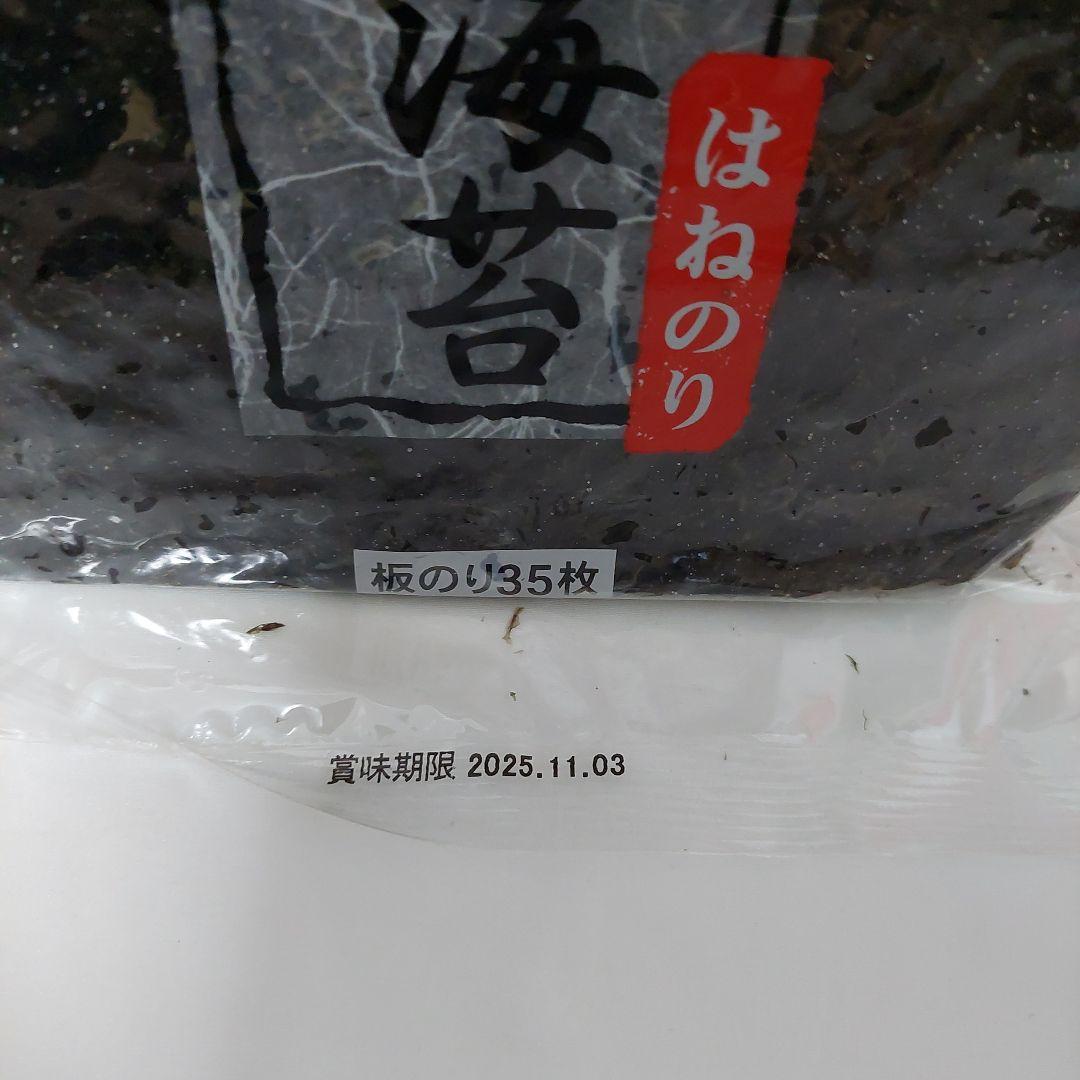 海苔
はねのり
板のり35枚
賞味期限 2025.11.03